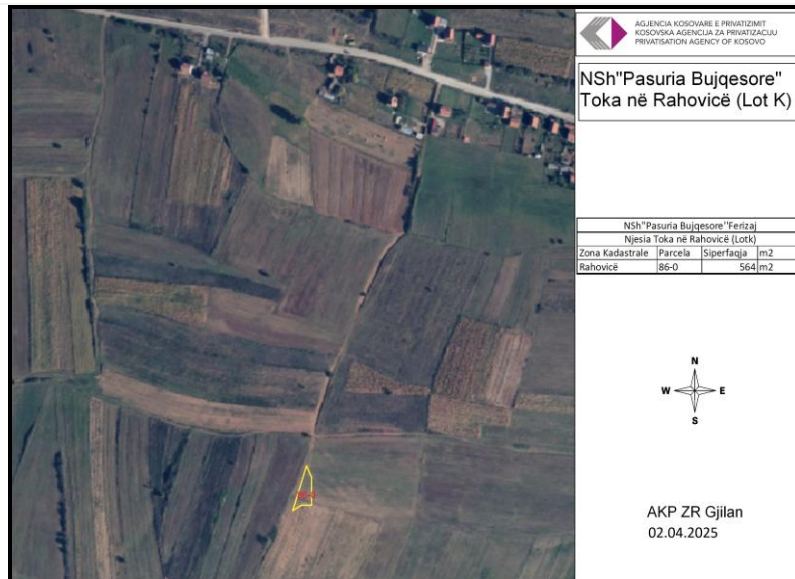 AGJENCIA KOSOVARE E PRIVATIZIMIT
KOSOVSKA AGENCIJA ZA PRIVATIZACIJU
PRIVATISATION AGENCY OF KOSOVO
NSh"Pasuria Bujqesore"
Toka në Rahovicë (Lot K)
NSh"Pasuria Bujqesore"Ferizaj
Njesia Toka në Rahovicë (Lotk)
Zona Kadastrale Parcela Siperfaqja m2
Rahovicë 86-0 564 m2
N
W E
S
86-0
AKP ZR Gjilan
02.04.2025